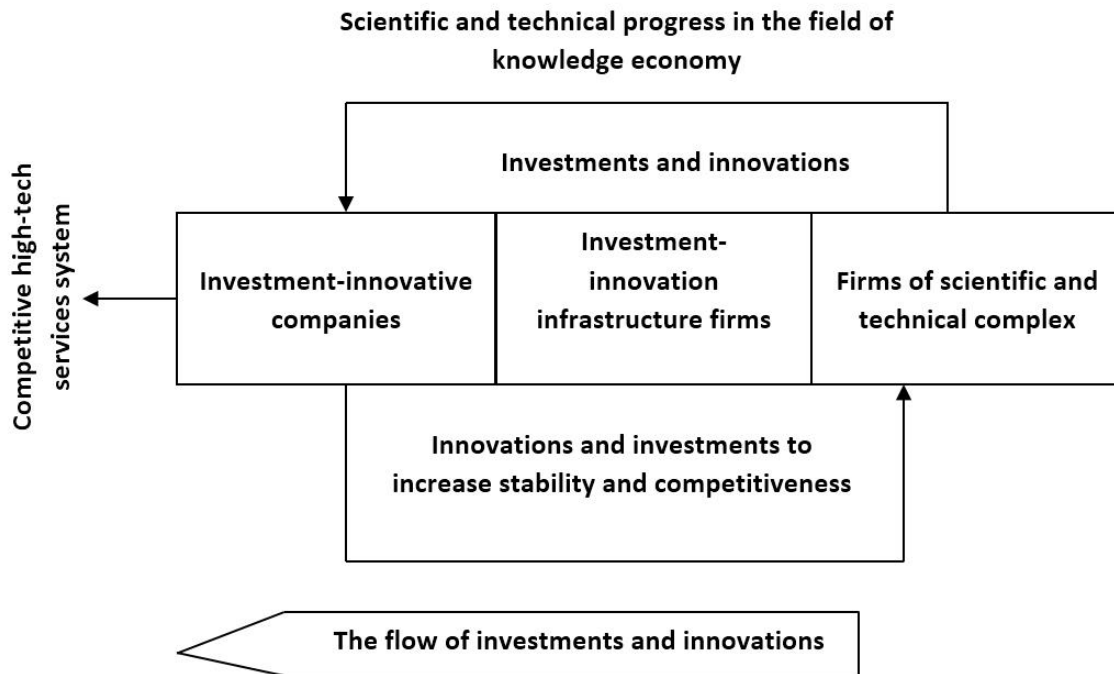 Scientific and technical progress in the field of
knowledge economy
Investments and innovations
Competitive high-tech
services system
Investment-innovative
companies
Investment-
innovation
infrastructure firms
Firms of scientific and
technical complex
Innovations and investments to
increase stability and competitiveness
The flow of investments and innovations